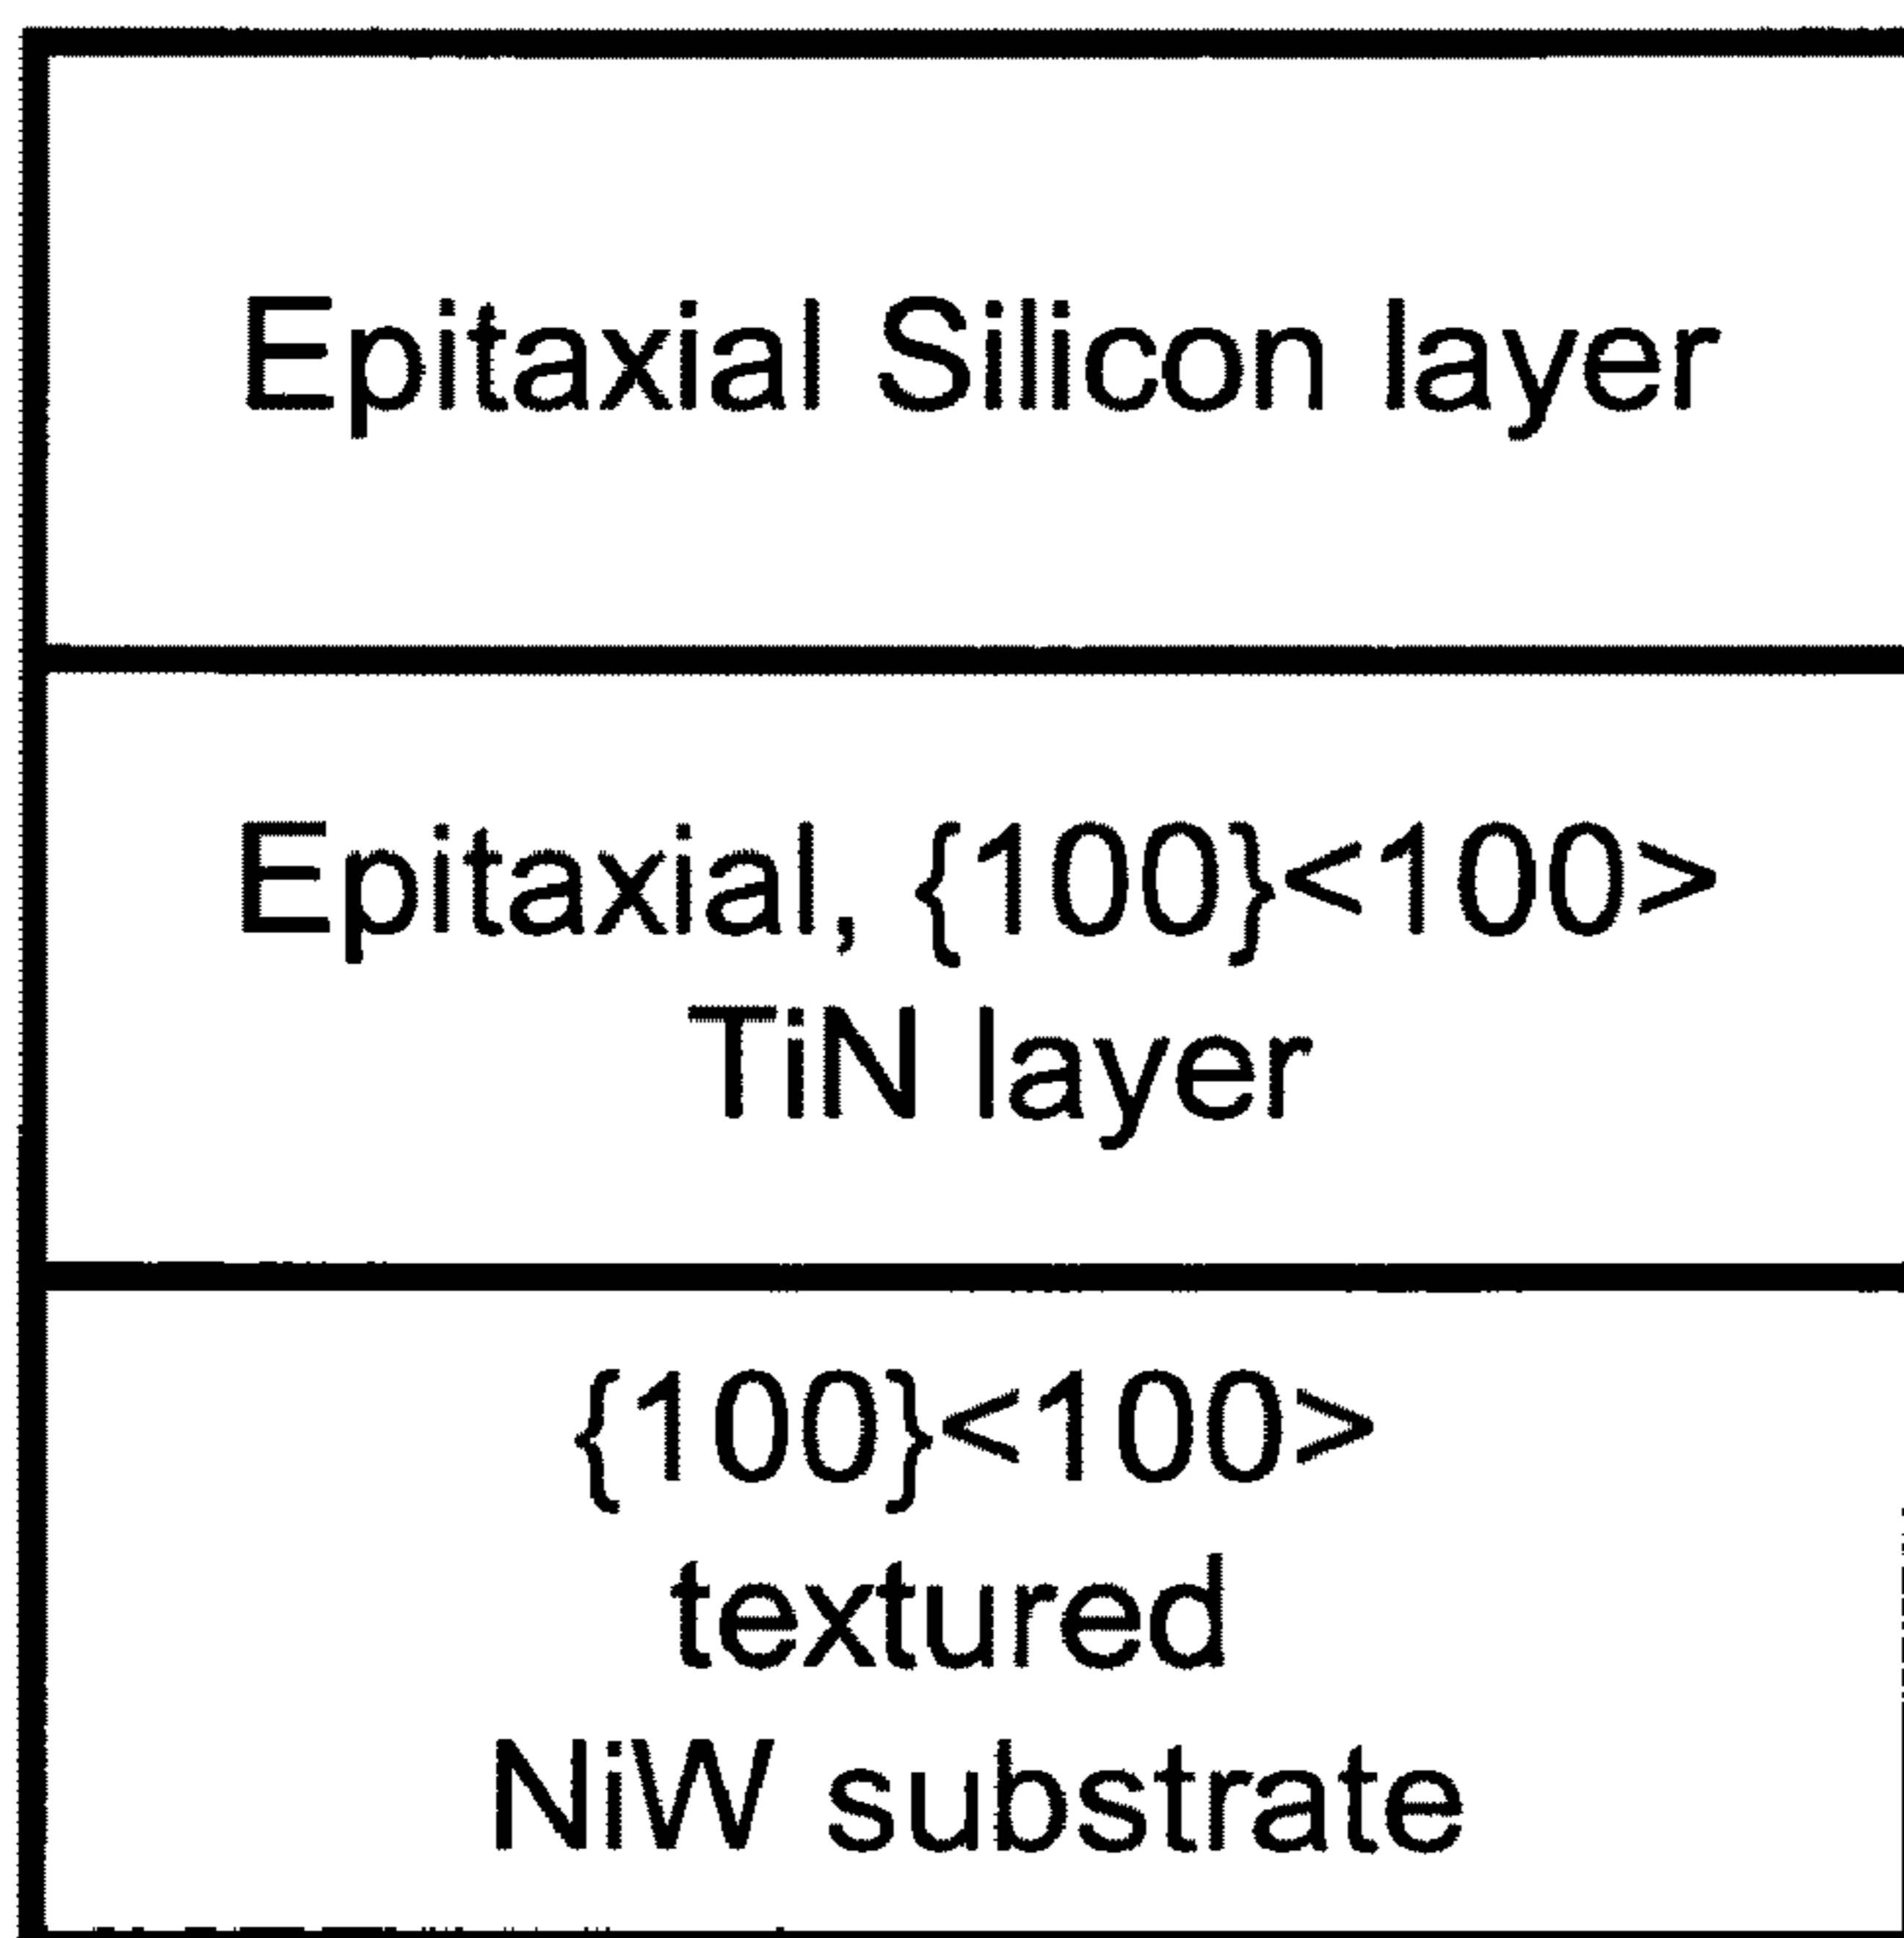 Epitaxial Silicon layer
Epitaxial, {100}<100>
TiN layer
{100}<100>
textured
NiW substrate